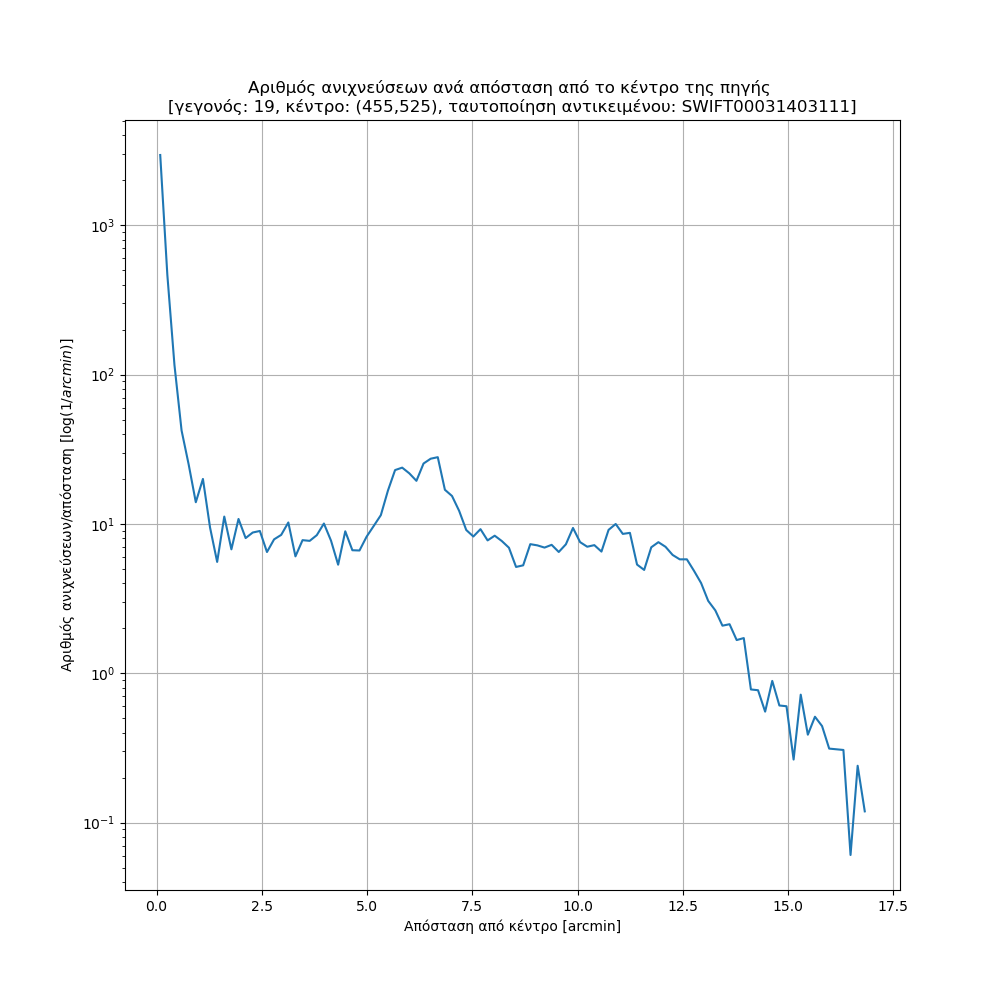 Αριθμός ανιχνεύσεων ανά απόσταση από το κέντρο της πηγής
[γεγονός: 19, κέντρο: (455,525), ταυτοποίηση αντικειμένου: SWIFT00031403111]
Αριθμός ανιχνεύσεων/απόσταση [log(1/arcmin)]
10³
10²
10¹
10⁰
10⁻¹
0.0 2.5 5.0 7.5 10.0 12.5 15.0 17.5
Απόσταση από κέντρο [arcmin]